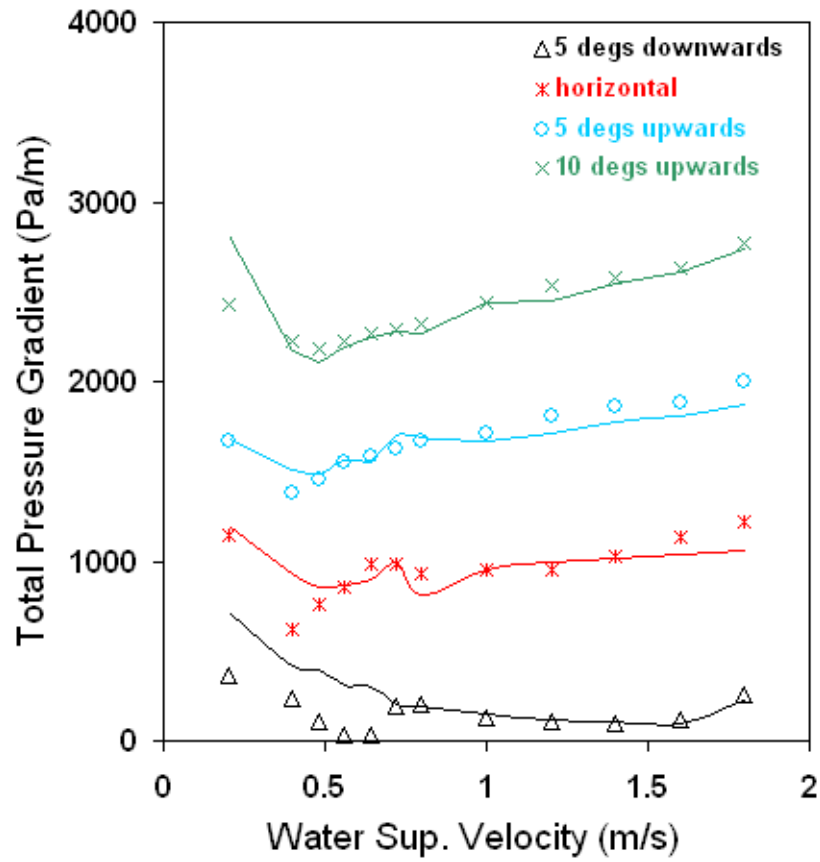 4000
3000
2000
1000
0
0
0.5
1
1.5
2
Total Pressure Gradient (Pa/m)
Water Sup. Velocity (m/s)
5 degs downwards
horizontal
5 degs upwards
10 degs upwards